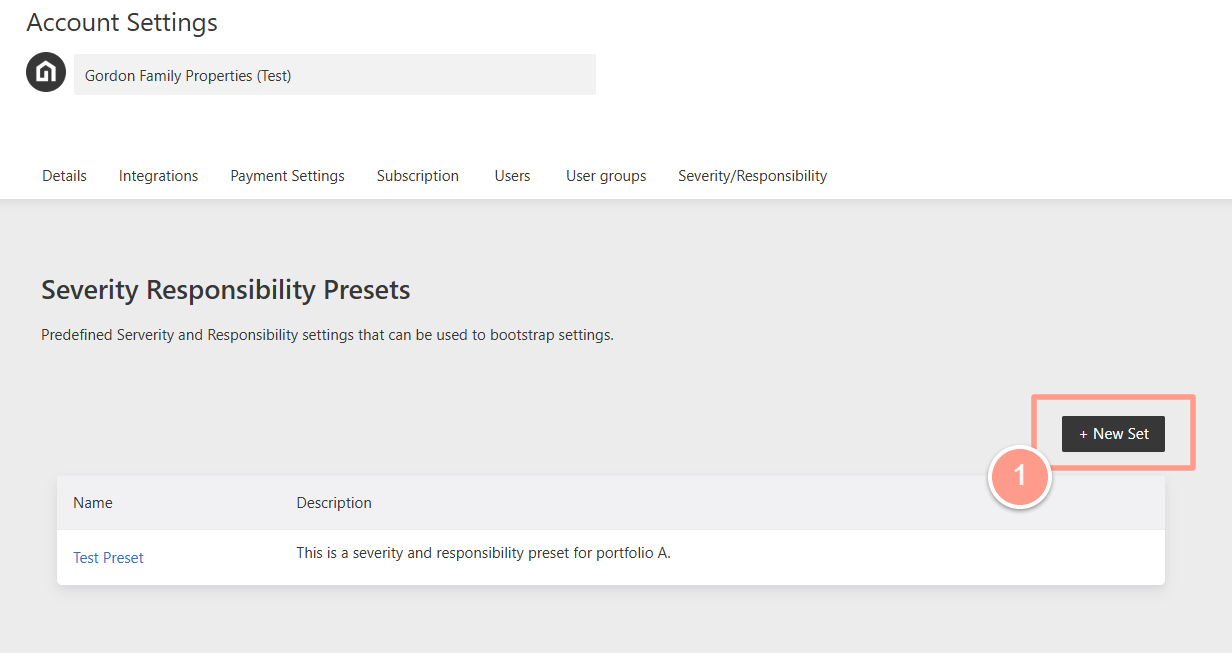 Account Settings
Gordon Family Properties (Test)
Details Integrations Payment Settings Subscription Users User groups Severity/Responsibility
Severity Responsibility Presets
Predefined Serverity and Responsibility settings that can be used to bootstrap settings.
+ New Set
1
Name Description
Test Preset This is a severity and responsibility preset for portfolio A.